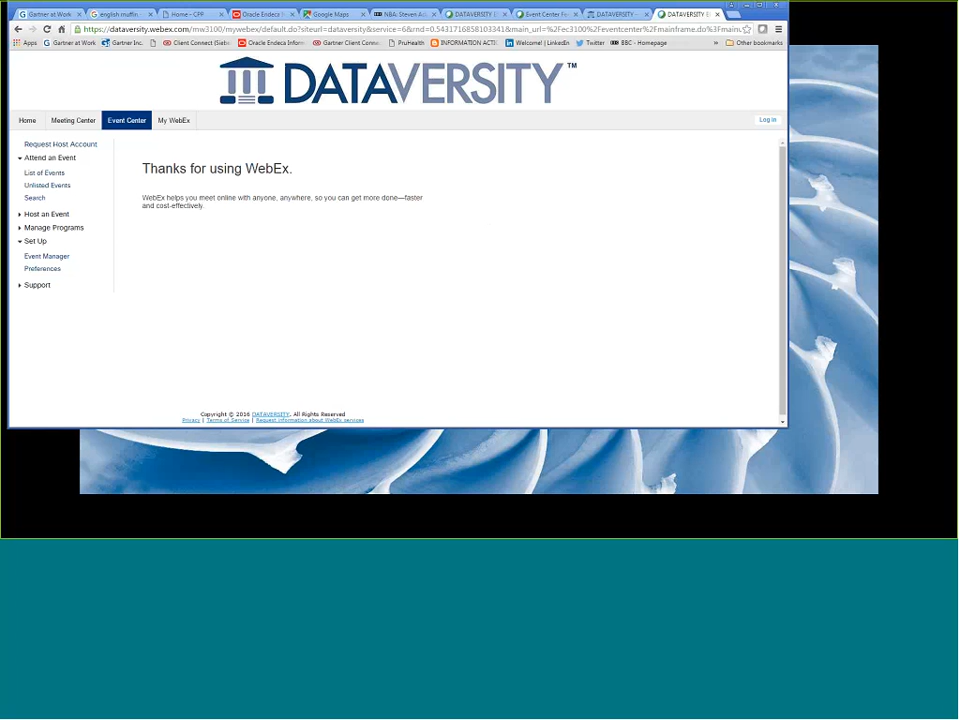 Gartner at Work
english muffin
Home - CPP
Oracle Endeca
Google Maps
NBA: Steven A
DATAVERSITY E
Event Center F
DATAVERSITY
DATAVERSITY E
https://dataversity.webex.com/mw3100/mywebex/default.do?siteurl=dataversity&service=6&rnd=0.5431716858103341&main_url=%2Fec3100%2Feventcenter%2Fmainframe.do%3Fmain
Apps Gartner at Work Gartner Inc. Client Connect (Sieb Oracle Endeca Inform Gartner Client Conne PruHealth INFORMATION ACTI Welcome! | LinkedIn Twitter BBC - Homepage Other bookmarks
DATAVERSITY™
Home Meeting Center Event Center My WebEx Log In
Request Host Account
Attend an Event
List of Events
Unlisted Events
Search
Host an Event
Manage Programs
Set Up
Event Manager
Preferences
Support
Thanks for using WebEx.
WebEx helps you meet online with anyone, anywhere, so you can get more done—faster
and cost-effectively.
Copyright © 2016 DATAVERSITY. All Rights Reserved
Privacy | Terms of Service | Request information about WebEx services